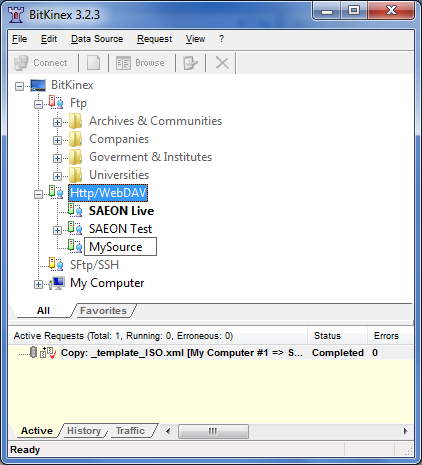 BitKinex 3.2.3
File Edit Data Source Request View ?
Connect Browse
BitKinex
Ftp
Archives & Communities
Companies
Goverment & Institutes
Universities
Http/WebDAV
SAEON Live
SAEON Test
MySource
SFtp/SSH
My Computer
All Favorites
Active Requests (Total: 1, Running: 0, Erroneous: 0) Status Errors
Copy: _template_ISO.xml [My Computer #1 => S... Completed 0
Active History Traffic
Ready